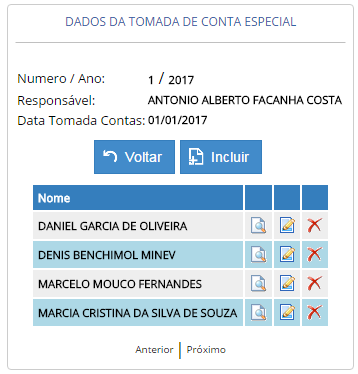 DADOS DA TOMADA DE CONTA ESPECIAL
Numero / Ano: 1 / 2017
Responsável: ANTONIO ALBERTO FACANHA COSTA
Data Tomada Contas: 01/01/2017
Voltar Incluir
Nome
DANIEL GARCIA DE OLIVEIRA
DENIS BENCHIMOL MINEV
MARCELO MOUCO FERNANDES
MARCIA CRISTINA DA SILVA DE SOUZA
Anterior Próximo